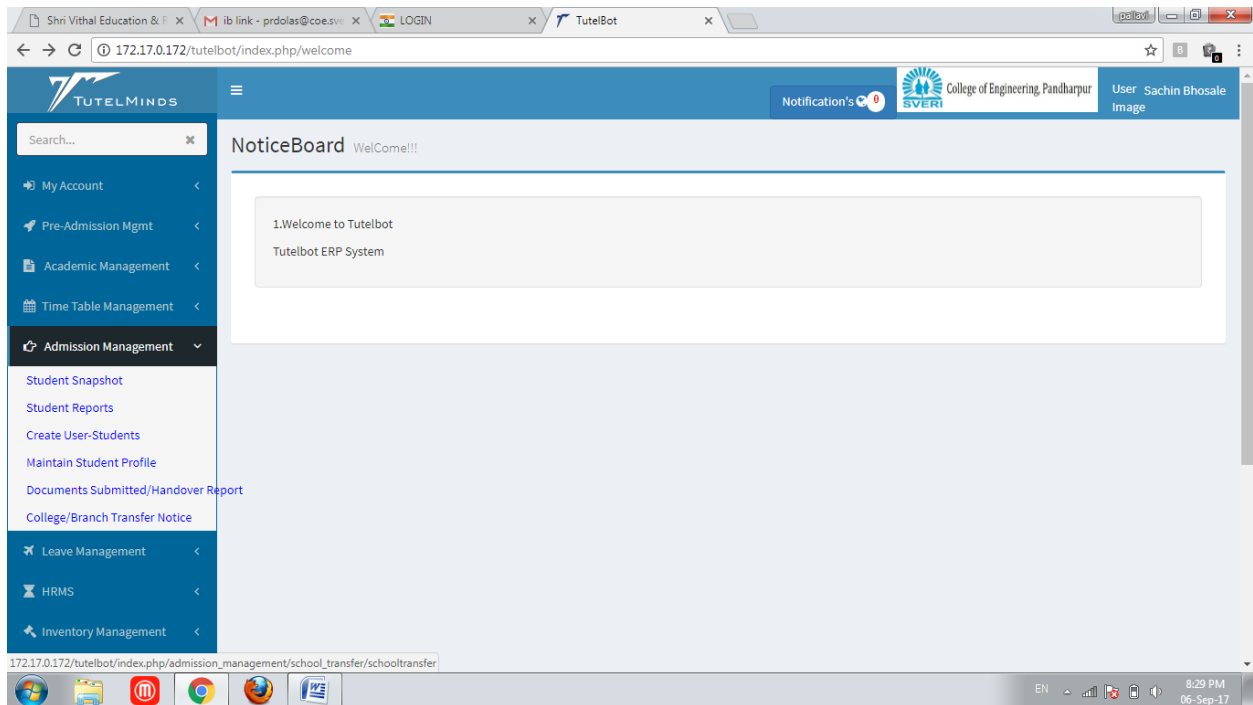 Shri Vithal Education & R
ib link - prdolas@coe.sve
LOGIN
TutelBot
pallavi
172.17.0.172/tutelbot/index.php/welcome
TUTELMINDS
Notification's 0
SVERI
College of Engineering, Pandharpur
User Image
Sachin Bhosale
Search...
NoticeBoard WelCome!!!
My Account
Pre-Admission Mgmt
Academic Management
Time Table Management
Admission Management
Student Snapshot
Student Reports
Create User-Students
Maintain Student Profile
Documents Submitted/Handover Report
College/Branch Transfer Notice
Leave Management
HRMS
Inventory Management
1.Welcome to Tutelbot
Tutelbot ERP System
172.17.0.172/tutelbot/index.php/admission_management/school_transfer/schooltransfer
EN
8:29 PM
06-Sep-17